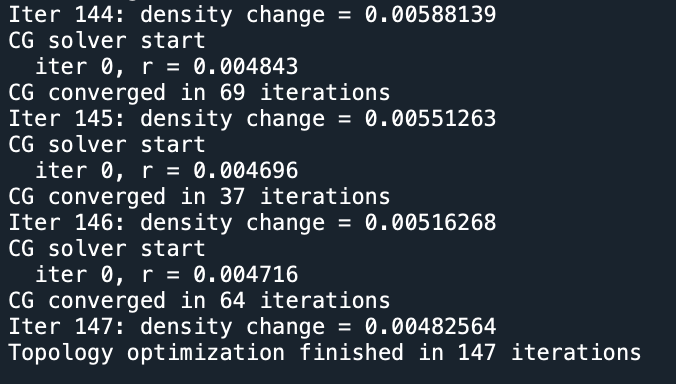 Iter 144: density change = 0.00588139
CG solver start
  iter 0, r = 0.004843
CG converged in 69 iterations
Iter 145: density change = 0.00551263
CG solver start
  iter 0, r = 0.004696
CG converged in 37 iterations
Iter 146: density change = 0.00516268
CG solver start
  iter 0, r = 0.004716
CG converged in 64 iterations
Iter 147: density change = 0.00482564
Topology optimization finished in 147 iterations